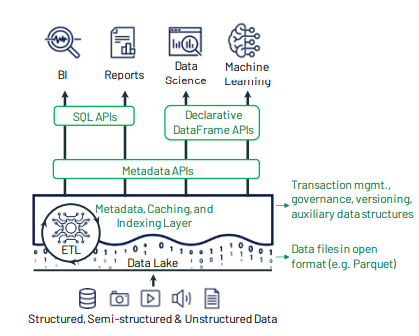 BI
Reports
Data
Science
Machine
Learning
SQL APIs
Declarative
DataFrame APIs
Metadata APIs
Metadata, Caching, and
Indexing Layer
Transaction mgmt.,
governance, versioning,
auxiliary data structures
ETL
Data Lake
Data files in open
format (e.g. Parquet)
Structured, Semi-structured & Unstructured Data